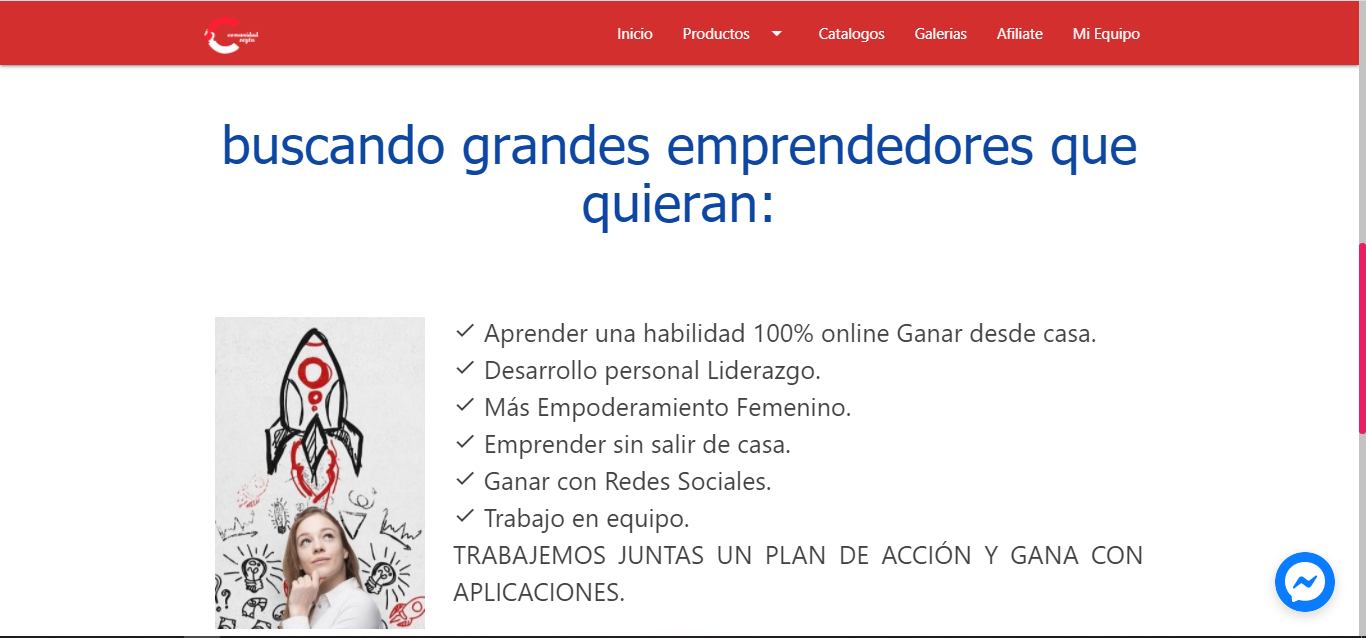 comunidad
Inicio Productos Catalogos Galerias Afiliate Mi Equipo
buscando grandes emprendedores que
quieran:
Aprender una habilidad 100% online Ganar desde casa.
Desarrollo personal Liderazgo.
Más Empoderamiento Femenino.
Emprender sin salir de casa.
Ganar con Redes Sociales.
Trabajo en equipo.
TRABAJEMOS JUNTAS UN PLAN DE ACCIÓN Y GANA CON
APLICACIONES.